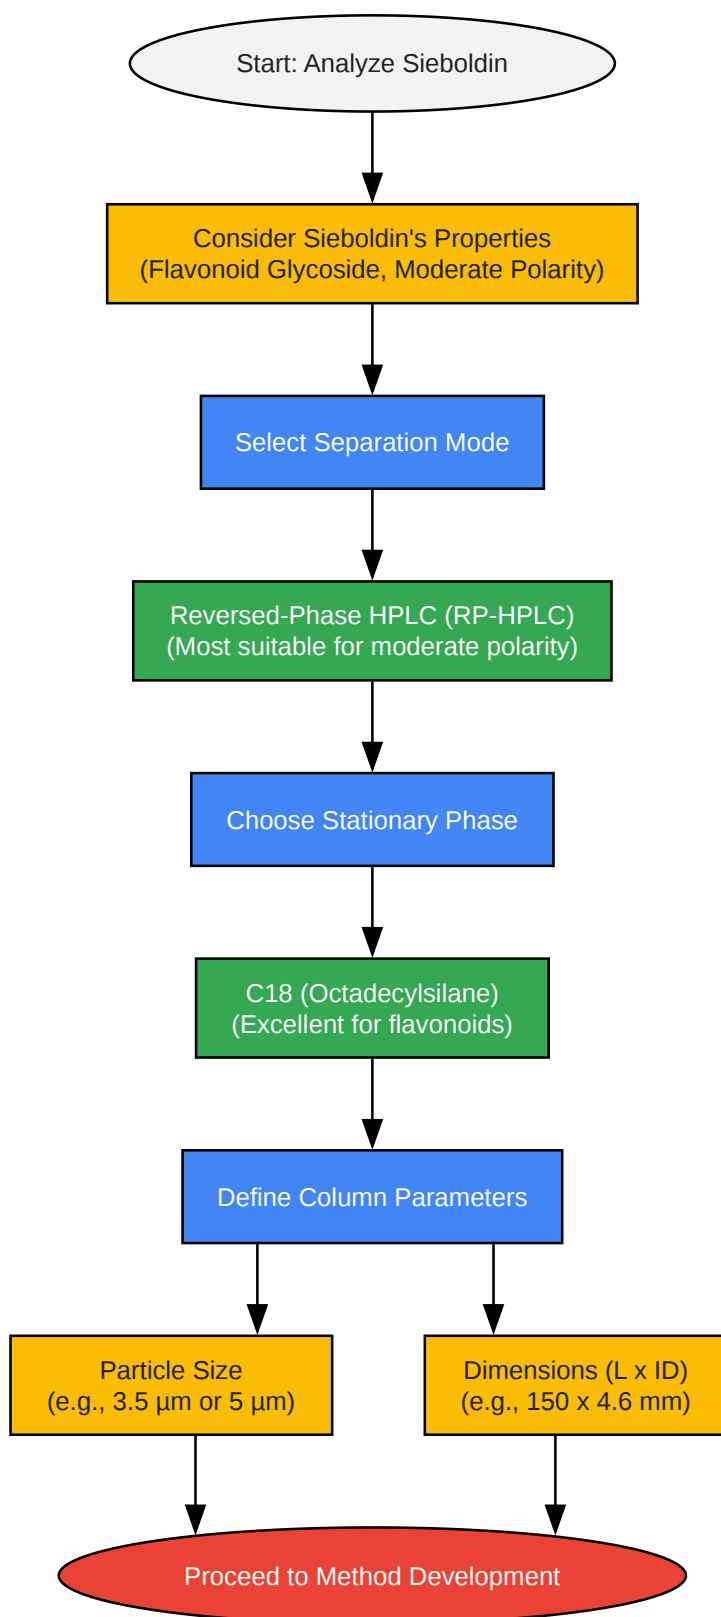 Start: Analyze Sieboldin
Consider Sieboldin's Properties
(Flavonoid Glycoside, Moderate Polarity)
Select Separation Mode
Reversed-Phase HPLC (RP-HPLC)
(Most suitable for moderate polarity)
Choose Stationary Phase
C18 (Octadecylsilane)
(Excellent for flavonoids)
Define Column Parameters
Particle Size
(e.g., 3.5 µm or 5 µm)
Dimensions (L x ID)
(e.g., 150 x 4.6 mm)
Proceed to Method Development